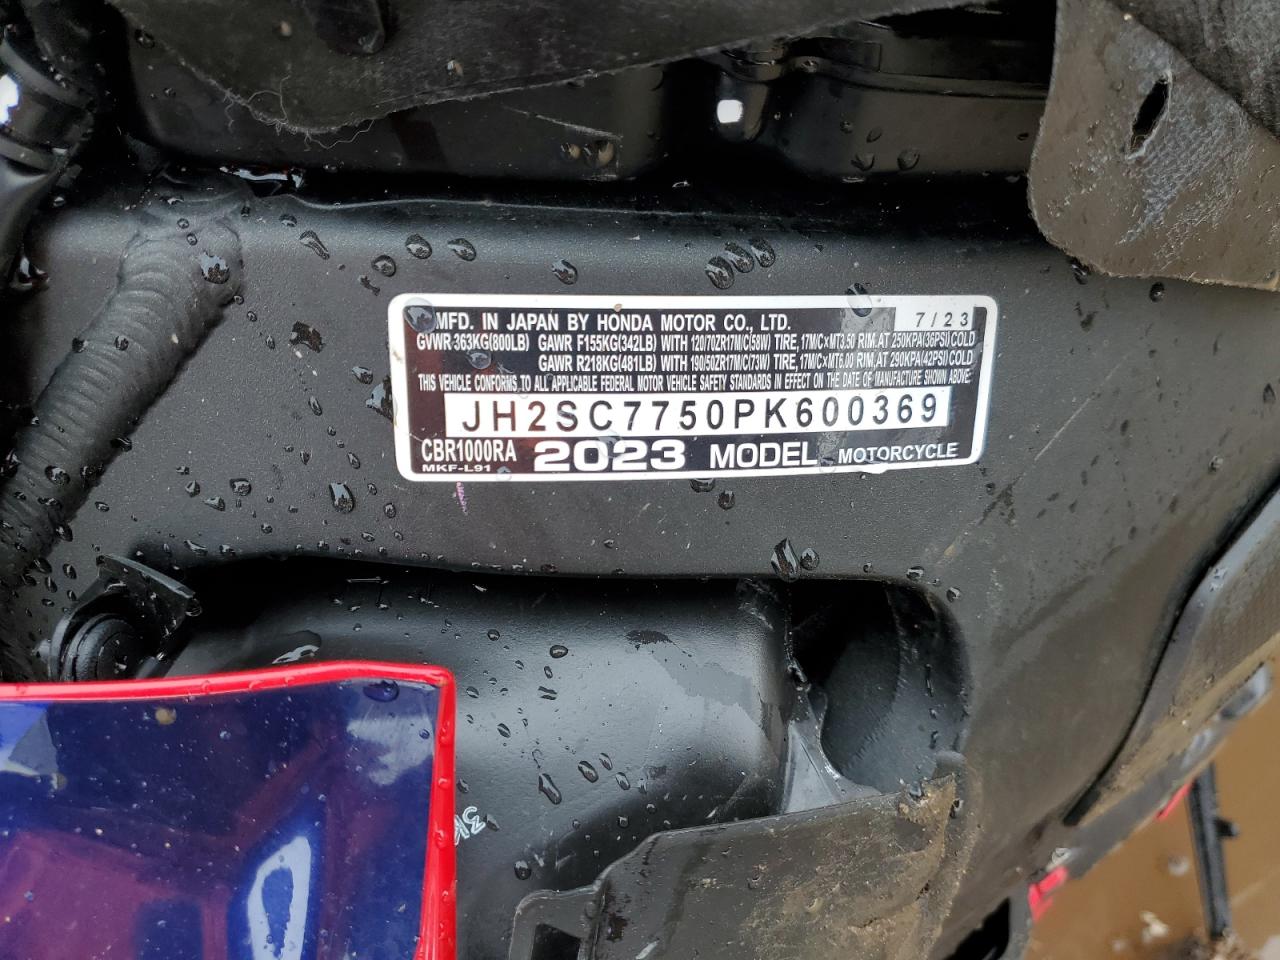 MFG. IN JAPAN BY HONDA MOTOR CO., LTD. 7/23
GVWR 363KG(800LB) GAWR F155KG(342LB) WITH 120/70ZR17M/C(58W) TIRE,17M/C×MT3.50 RIM,AT 250KPA(36PSI)COLD
GAWR R218KG(481LB) WITH 190/50ZR17M/C(73W) TIRE,17M/C×MT6.00 RIM,AT 290KPA(42PSI)COLD
THIS VEHICLE CONFORMS TO ALL APPLICABLE FEDERAL MOTOR VEHICLE SAFETY STANDARDS IN EFFECT ON THE DATE OF MANUFACTURE SHOWN ABOVE.
JH2SC7750PK600369
CBR1000RA 2023 MODEL MOTORCYCLE
MKF-L91